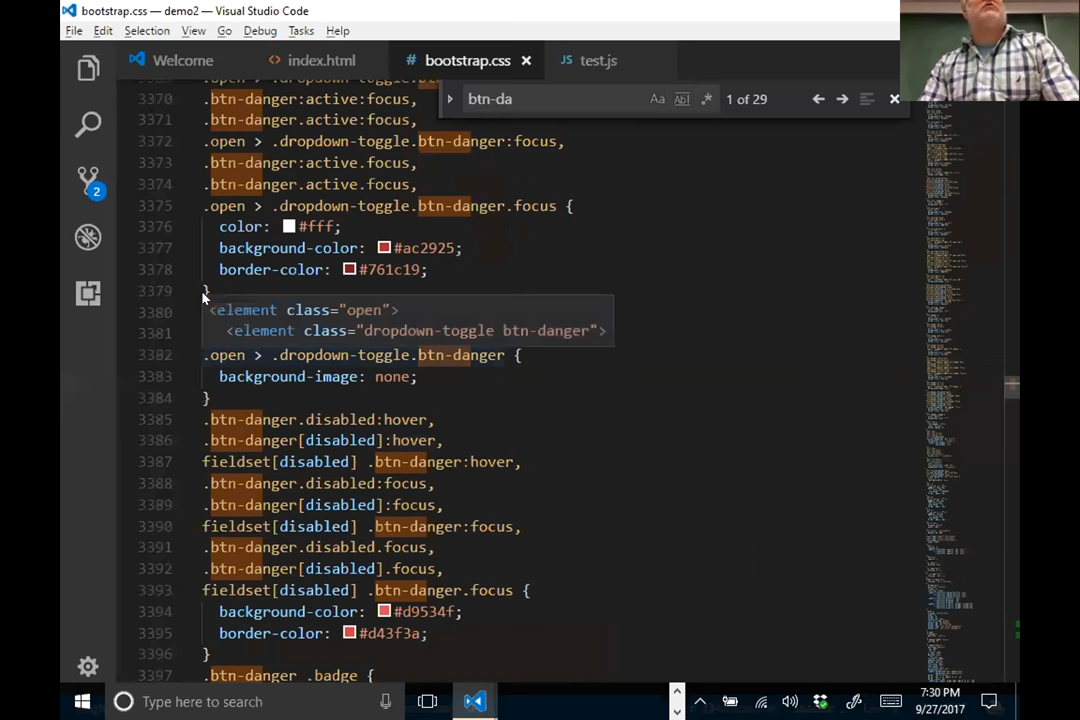 bootstrap.css — demo2 — Visual Studio Code
File Edit Selection View Go Debug Tasks Help
Welcome
index.html
# bootstrap.css
JS test.js
btn-da
Aa Abl .* 1 of 29
3370 .btn-danger:active:focus,
3371 .btn-danger.active:focus,
3372 .open > .dropdown-toggle.btn-danger:focus,
3373 .btn-danger:active.focus,
3374 .btn-danger.active.focus,
3375 .open > .dropdown-toggle.btn-danger.focus {
3376 color: #fff;
3377 background-color: #ac2925;
3378 border-color: #761c19;
3379 }
3380 <element class="open">
3381 <element class="dropdown-toggle btn-danger">
3382 .open > .dropdown-toggle.btn-danger {
3383 background-image: none;
3384 }
3385 .btn-danger.disabled:hover,
3386 .btn-danger[disabled]:hover,
3387 fieldset[disabled] .btn-danger:hover,
3388 .btn-danger.disabled:focus,
3389 .btn-danger[disabled]:focus,
3390 fieldset[disabled] .btn-danger:focus,
3391 .btn-danger.disabled.focus,
3392 .btn-danger[disabled].focus,
3393 fieldset[disabled] .btn-danger.focus {
3394 background-color: #d9534f;
3395 border-color: #d43f3a;
3396 }
3397 .btn-danger .badge {
2
Type here to search
7:30 PM
9/27/2017